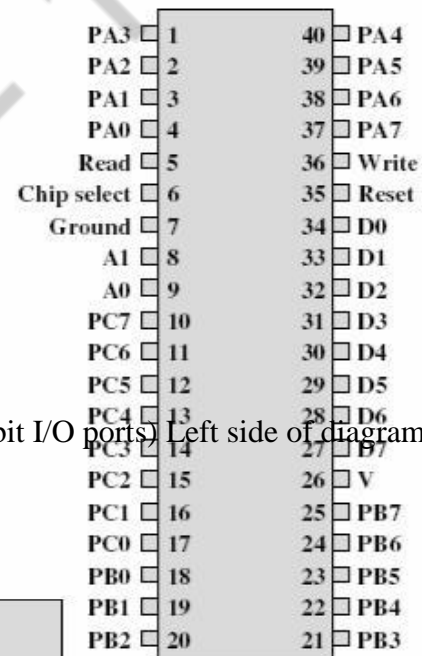 PA3 1 40 PA4
PA2 2 39 PA5
PA1 3 38 PA6
PA0 4 37 PA7
Read 5 36 Write
Chip select 6 35 Reset
Ground 7 34 D0
A1 8 33 D1
A0 9 32 D2
PC7 10 31 D3
PC6 11 30 D4
PC5 12 29 D5
PC4 13 28 D6
bit I/O ports) Left side of diagram
PC3 14 27 D7
PC2 15 26 V
PC1 16 25 PB7
PC0 17 24 PB6
PB0 18 23 PB5
PB1 19 22 PB4
PB2 20 21 PB3